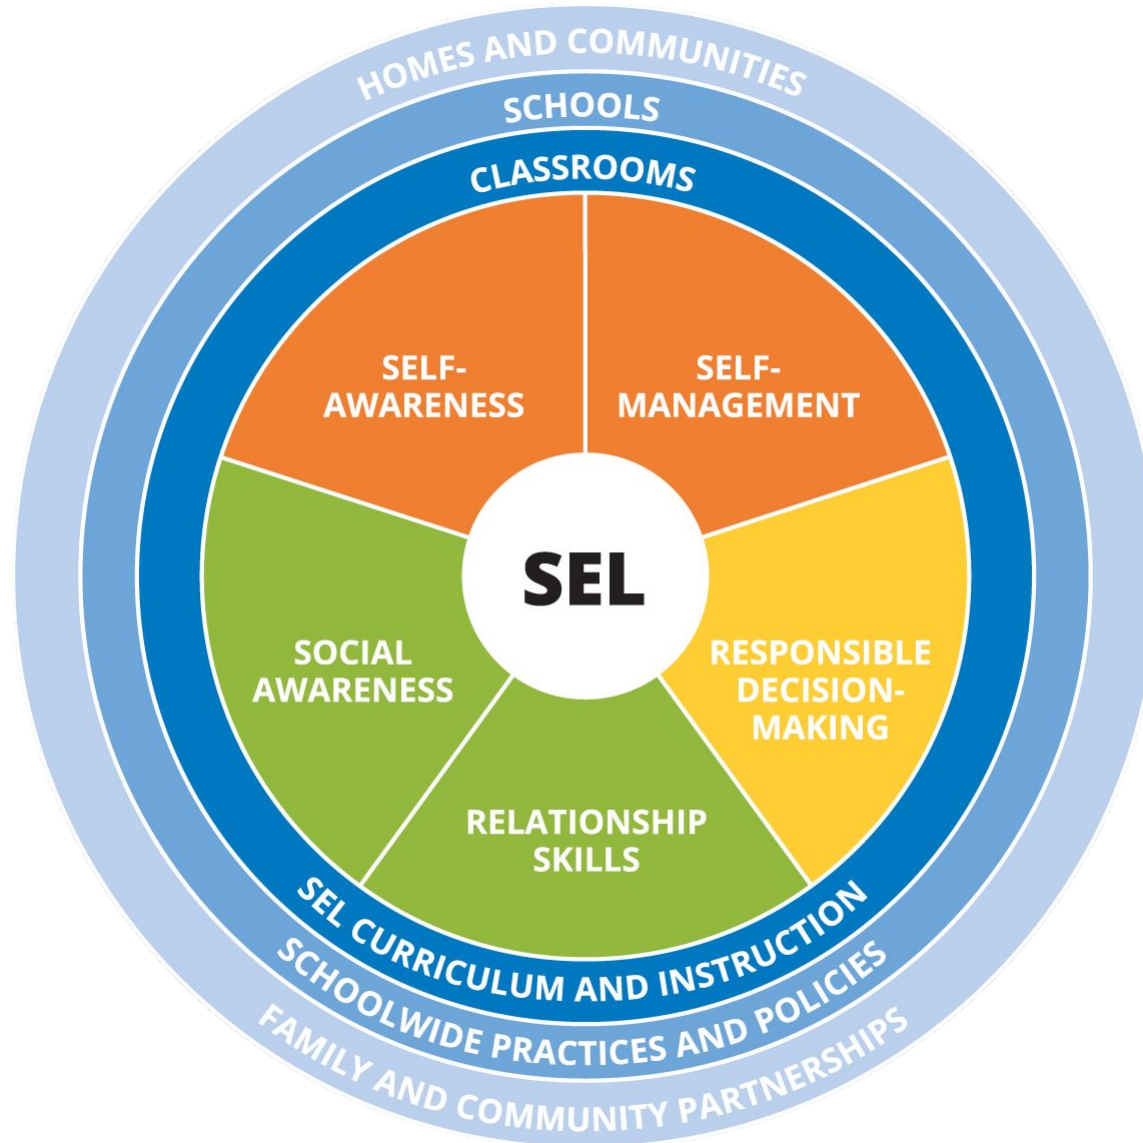 HOMES AND COMMUNITIES
SCHOOLS
CLASSROOMS
SELF-
AWARENESS
SELF-
MANAGEMENT
SEL
SOCIAL
AWARENESS
RESPONSIBLE
DECISION-
MAKING
RELATIONSHIP
SKILLS
SEL CURRICULUM AND INSTRUCTION
SCHOOLWIDE PRACTICES AND POLICIES
FAMILY AND COMMUNITY PARTNERSHIPS